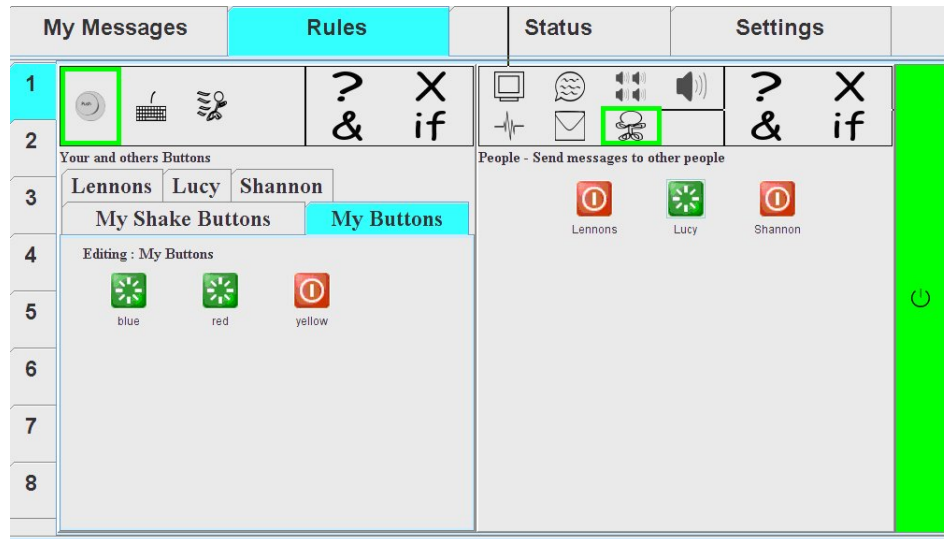 My Messages Rules Status Settings
1
2
3
4
5
6
7
8
Push
? X
& if
Your and others Buttons
Lennons Lucy Shannon
My Shake Buttons My Buttons
Editing : My Buttons
blue red yellow
? X
& if
People - Send messages to other people
Lennons Lucy Shannon